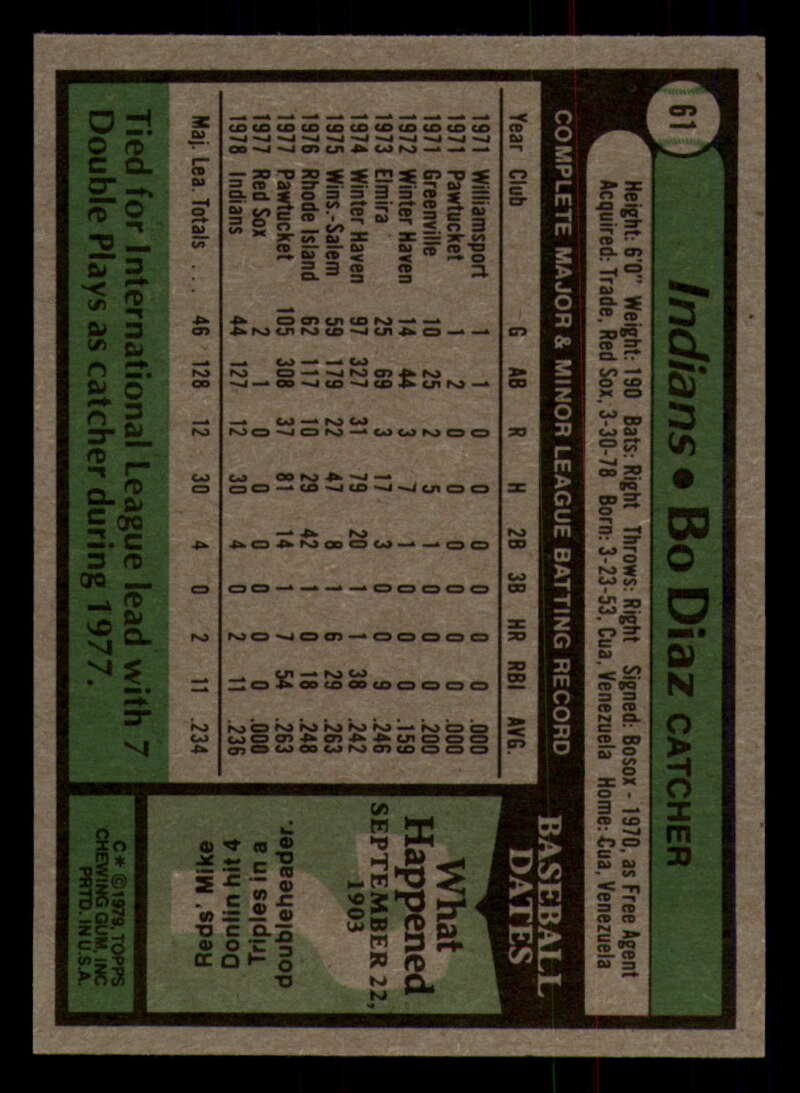 61
Indians • Bo Diaz CATCHER
Height: 6'0" Weight: 190 Bats: Right Throws: Right Signed: Bosox - 1970, as Free Agent
Acquired: Trade, Red Sox, 3-30-78 Born: 3-23-53, Cua, Venezuela Home: Cua, Venezuela
COMPLETE MAJOR & MINOR LEAGUE BATTING RECORD
Year Club G AB R H 2B 3B HR RBI AVG.
1971 Williamsport 1 1 0 0 0 0 0 0 .000
1971 Pawtucket 1 2 0 0 0 0 0 0 .000
1971 Greenville 10 25 2 5 1 0 0 0 .200
1972 Winter Haven 14 44 3 7 1 0 0 0 .159
1973 Elmira 25 69 3 17 3 0 0 9 .246
1974 Winter Haven 97 327 31 79 20 1 1 38 .242
1975 Wins.-Salem 59 179 22 47 8 1 6 29 .263
1976 Rhode Island 62 117 10 29 42 1 0 18 .248
1977 Pawtucket 105 308 37 81 14 1 7 54 .263
1977 Red Sox 2 1 0 0 0 0 0 0 .000
1978 Indians 44 127 12 30 4 0 2 11 .236
Maj. Lea. Totals .... 46 128 12 30 4 0 2 11 .234
Tied for International League lead with 7
Double Plays as catcher during 1977.
BASEBALL
DATES
What
Happened
SEPTEMBER 22,
1903
Reds' Mike
Donlin hit 4
Triples in a
doubleheader.
C* ©1979, TOPPS
CHEWING GUM, INC
PRTD. IN U.S.A.